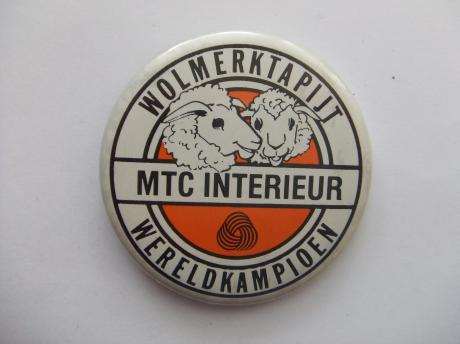 WOLMERKTAPIJT
MTC INTERIEUR
WERELDKAMPIOEN